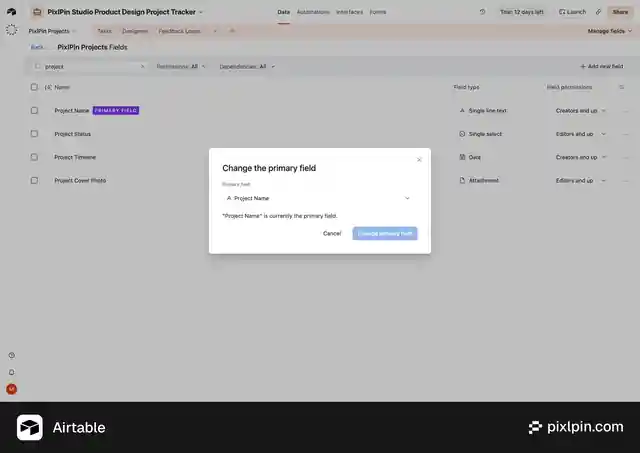 PixlPin Studio Product Design Project Tracker
Data Automations Interfaces Forms
Trial: 12 days left Launch Share
PixlPin Projects Tasks Designers Feedback Loops
Manage fields
Back PixlPin Projects Fields
project
Permissions: All Dependencies: All
Add new field
Name Field type Field permissions
Project Name PRIMARY FIELD Single line text Creators and up
Project Status Single select Editors and up
Project Timeline Date Creators and up
Project Cover Photo Attachment Editors and up
Change the primary field
Primary field
A Project Name
"Project Name" is currently the primary field.
Cancel Change primary field
Airtable
pixlpin.com